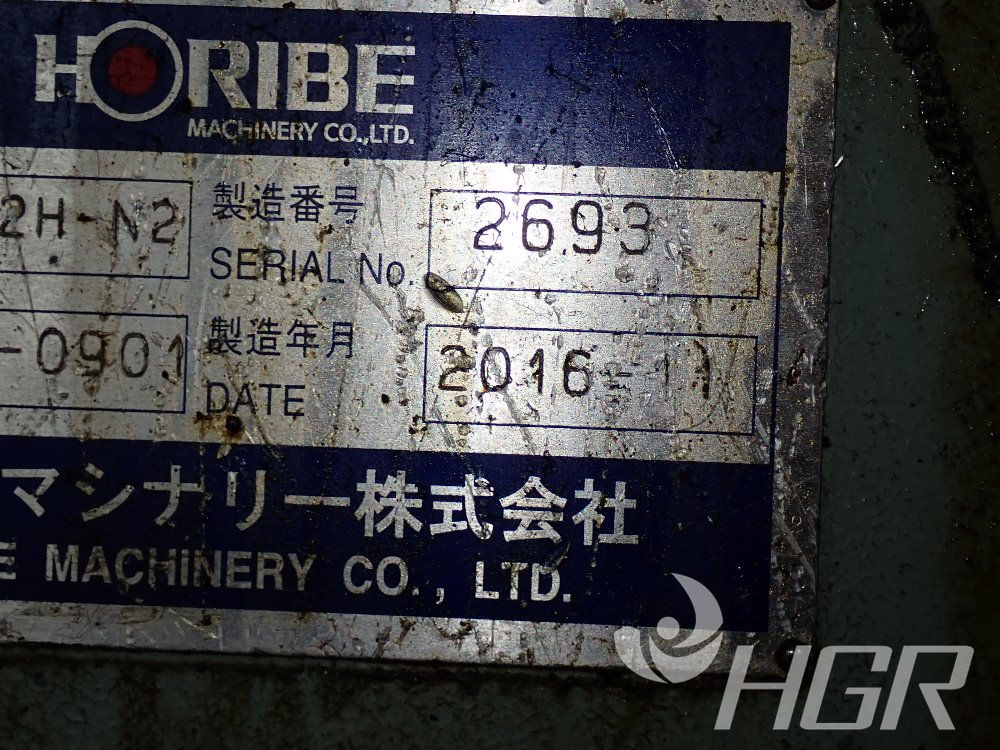 HORIBE
MACHINERY CO.,LTD.
2H-N2 製造番号 2693
SERIAL No.
-0901 製造年月 2016-11
DATE
マシナリー株式会社
E MACHINERY CO., LTD.
HGR